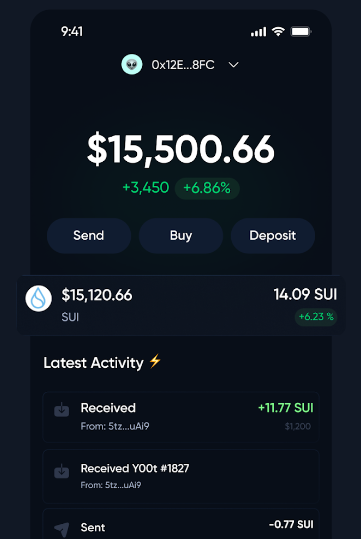 9:41
0x12E...8FC
$15,500.66
+3,450 +6.86%
Send Buy Deposit
$15,120.66 14.09 SUI
SUI +6.23 %
Latest Activity ⚡
Received +11.77 SUI
From: 5tz...uAi9 $1,200
Received Y00t #1827
From: 5tz...uAi9
Sent -0.77 SUI